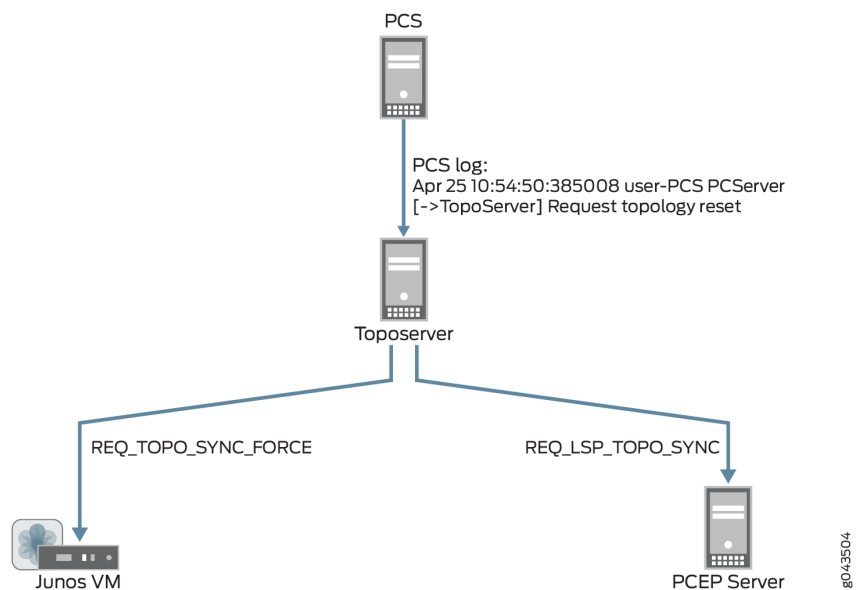 PCS
PCS log:
Apr 25 10:54:50:385008 user-PCS PCServer
[->TopoServer] Request topology reset
Toposerver
REQ_TOPO_SYNC_FORCE
REQ_LSP_TOPO_SYNC
Junos VM
PCEP Server
g043504